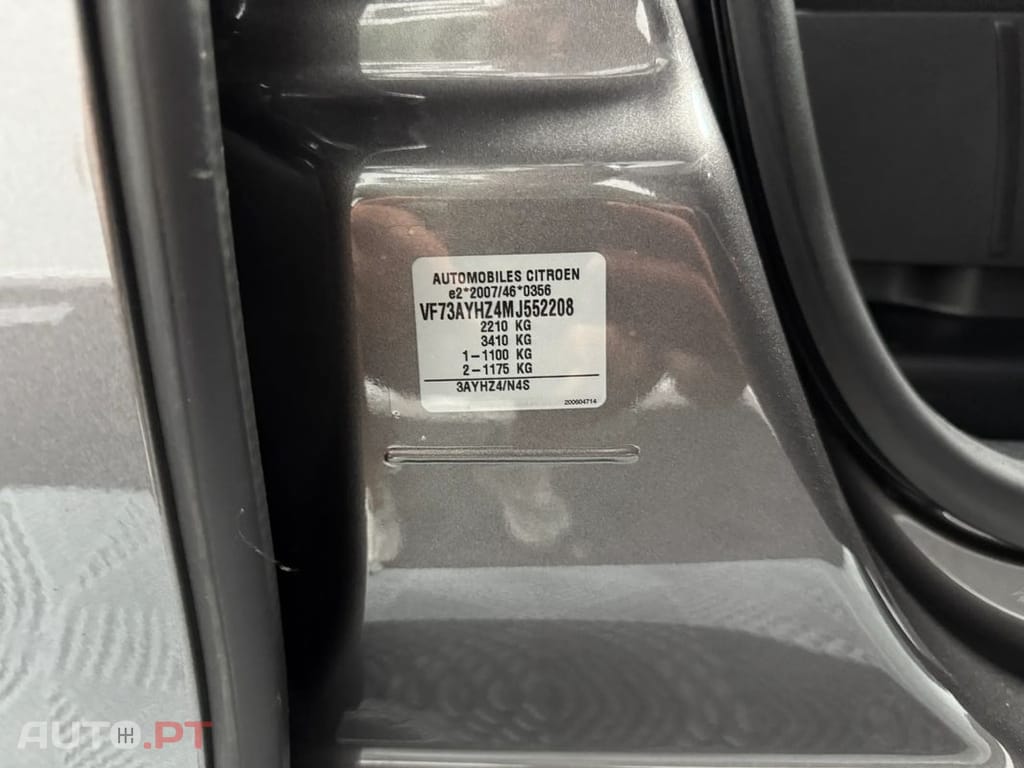 AUTOMOBILES CITROEN
e2*2007/46*0356
VF73AYHZ4MJ552208
2210 KG
3410 KG
1-1100 KG
2-1175 KG
3AYHZ4/N4S
200604714
AUTO.PT